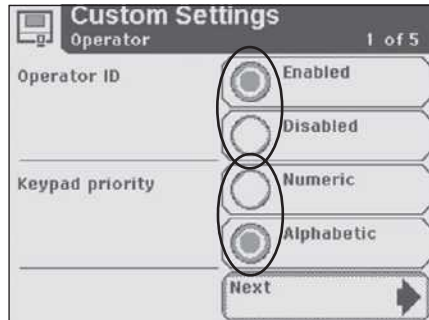 Custom Settings
Operator 1 of 5
Operator ID Enabled
Disabled
Keypad priority Numeric
Alphabetic
Next